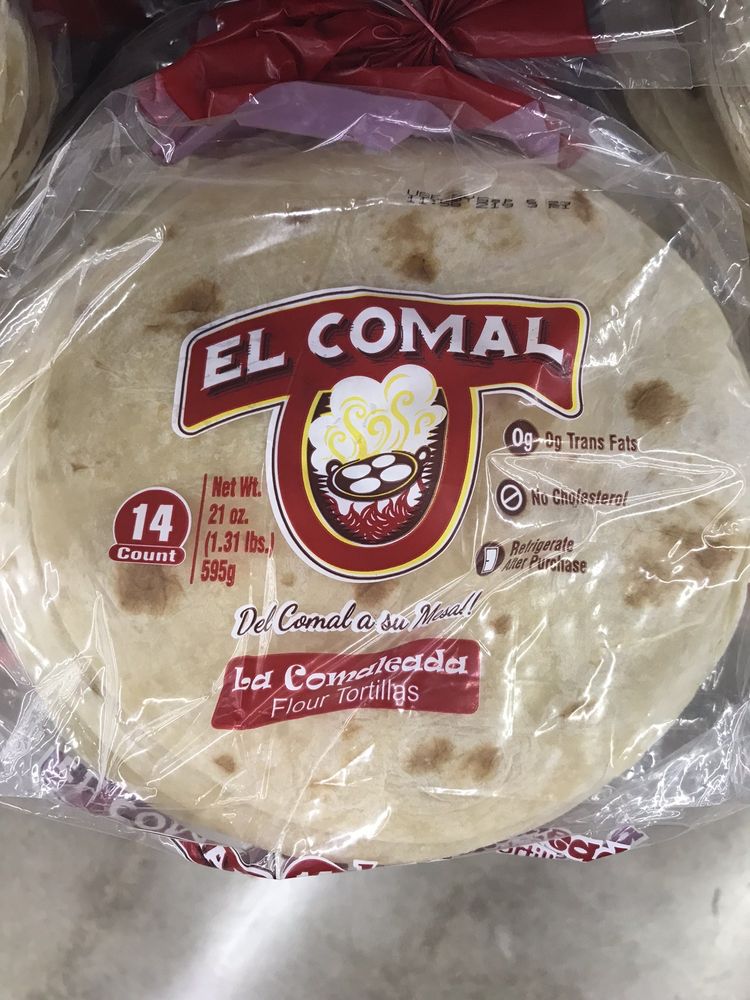 EL COMAL
0g 0g Trans Fats
No Cholesterol
Refrigerate
After Purchase
14
Count
Net Wt.
21 oz.
(1.31 lbs.)
595g
Del Comal a su Mesa!!
La Comaleada
Flour Tortillas